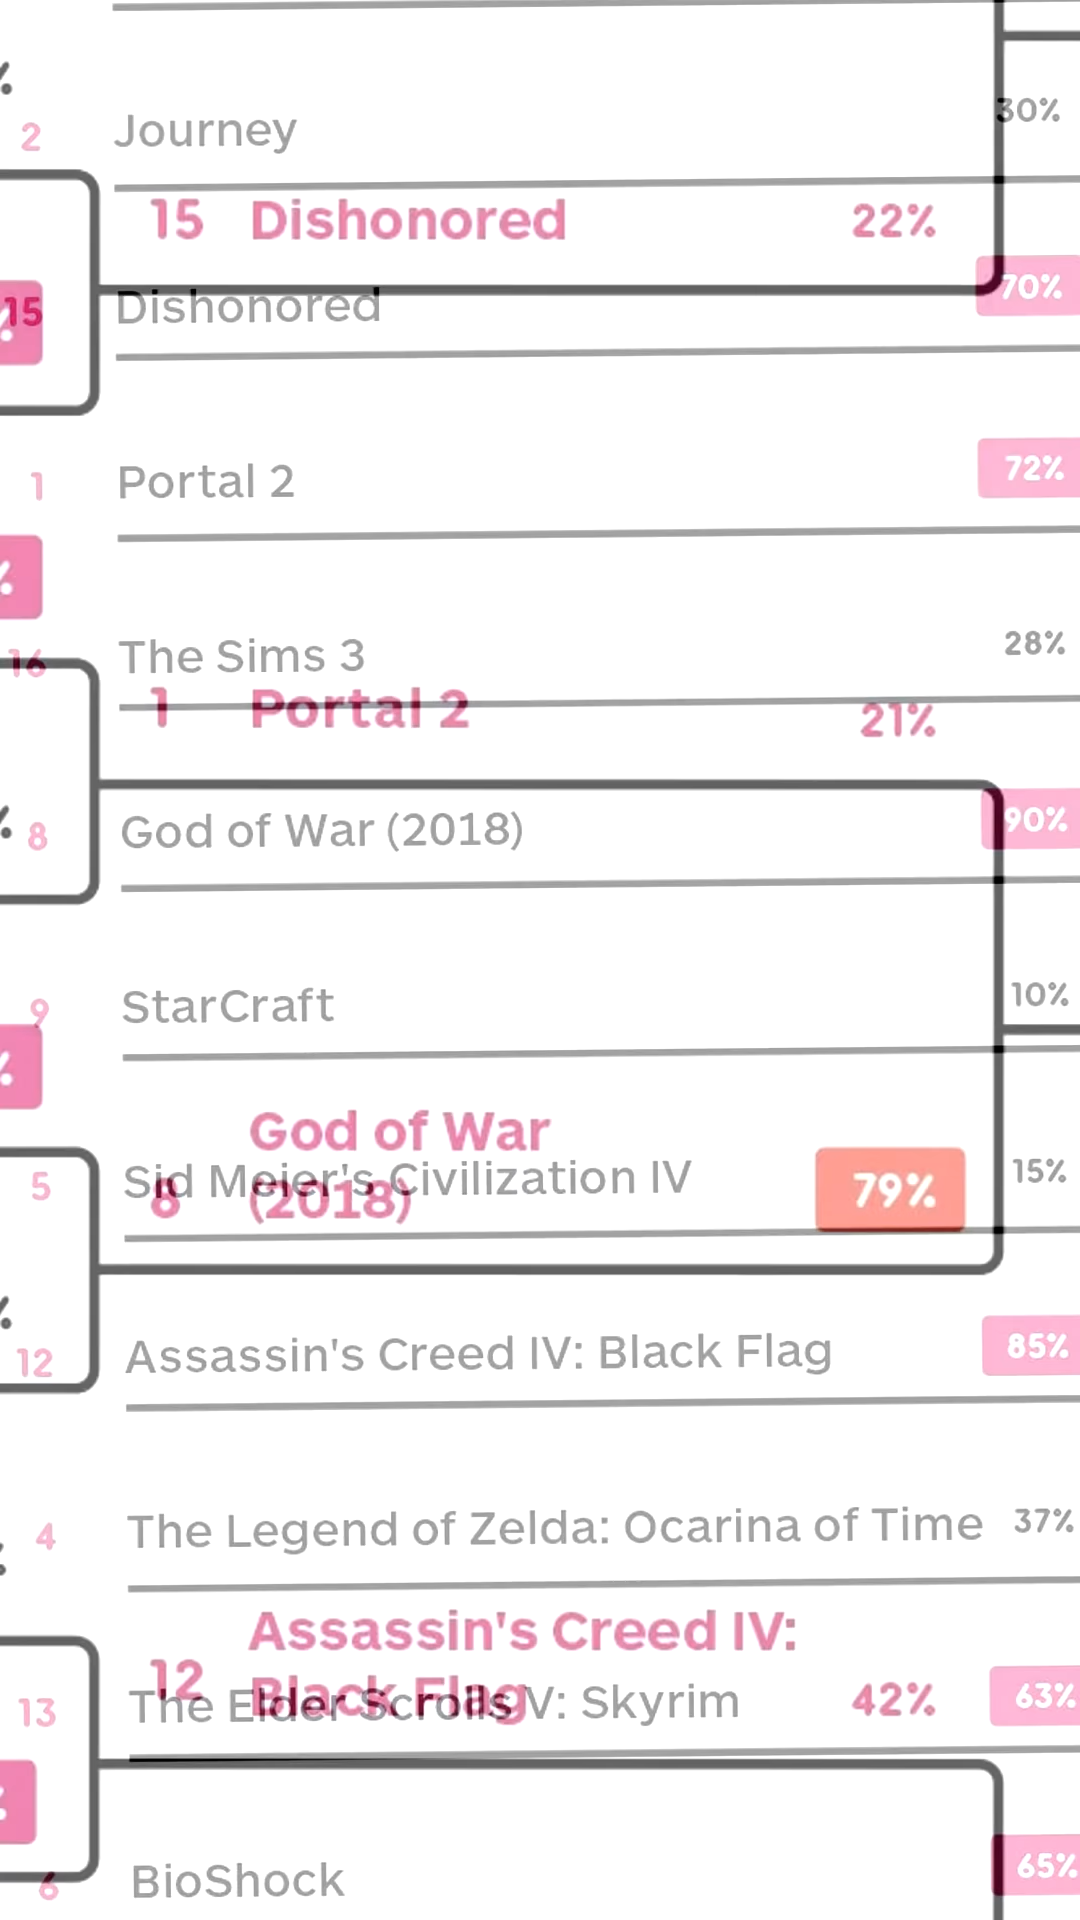 2 Journey 30%
15 Dishonored 22%
15 Dishonored 70%
1 Portal 2 72%
16 The Sims 3 28%
1 Portal 2 21%
8 God of War (2018) 90%
9 StarCraft 10%
God of War
5 Sid Meier's Civilization IV 15%
8 (2018) 79%
12 Assassin's Creed IV: Black Flag 85%
4 The Legend of Zelda: Ocarina of Time 37%
Assassin's Creed IV:
12 Black Flag 42%
13 The Elder Scrolls V: Skyrim 63%
6 BioShock 65%